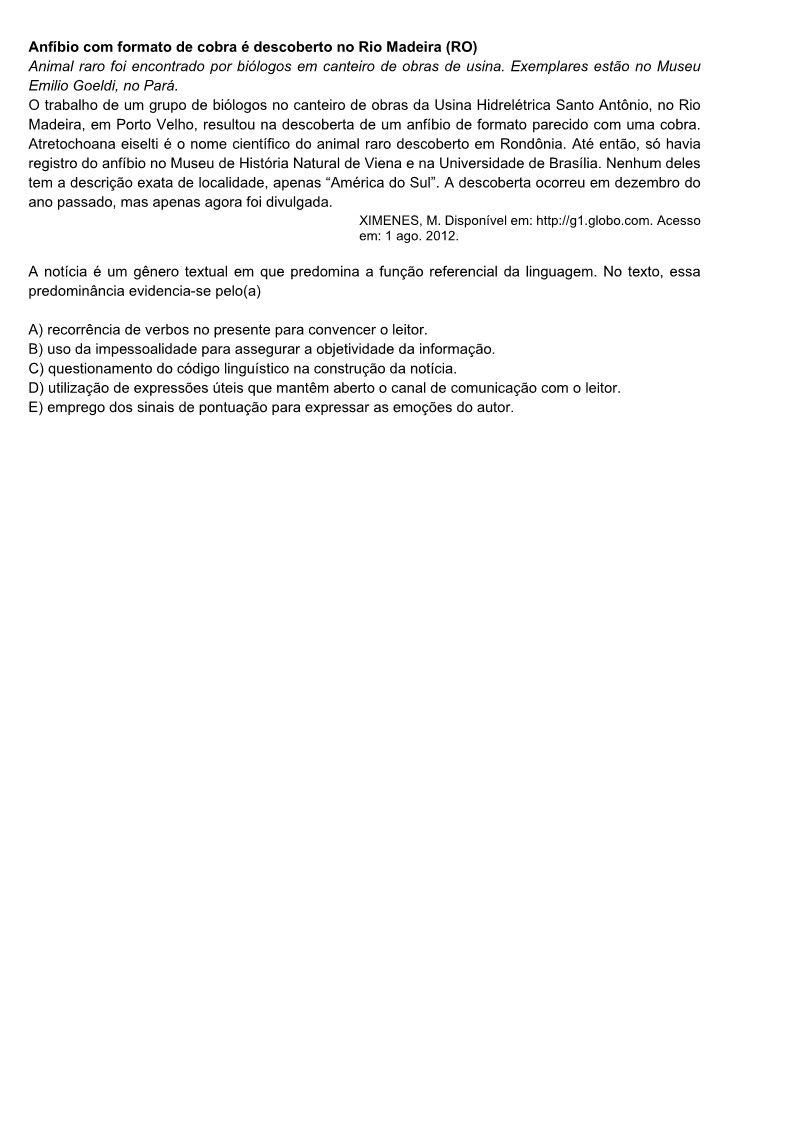 Anfíbio com formato de cobra é descoberto no Rio Madeira (RO)
Animal raro foi encontrado por biólogos em canteiro de obras de usina. Exemplares estão no Museu
Emilio Goeldi, no Pará.
O trabalho de um grupo de biólogos no canteiro de obras da Usina Hidrelétrica Santo Antônio, no Rio
Madeira, em Porto Velho, resultou na descoberta de um anfíbio de formato parecido com uma cobra.
Atretochoana eiselti é o nome científico do animal raro descoberto em Rondônia. Até então, só havia
registro do anfíbio no Museu de História Natural de Viena e na Universidade de Brasília. Nenhum deles
tem a descrição exata de localidade, apenas “América do Sul”. A descoberta ocorreu em dezembro do
ano passado, mas apenas agora foi divulgada.
XIMENES, M. Disponível em: http://g1.globo.com. Acesso
em: 1 ago. 2012.
A notícia é um gênero textual em que predomina a função referencial da linguagem. No texto, essa
predominância evidencia-se pelo(a)
A) recorrência de verbos no presente para convencer o leitor.
B) uso da impessoalidade para assegurar a objetividade da informação.
C) questionamento do código linguístico na construção da notícia.
D) utilização de expressões úteis que mantêm aberto o canal de comunicação com o leitor.
E) emprego dos sinais de pontuação para expressar as emoções do autor.